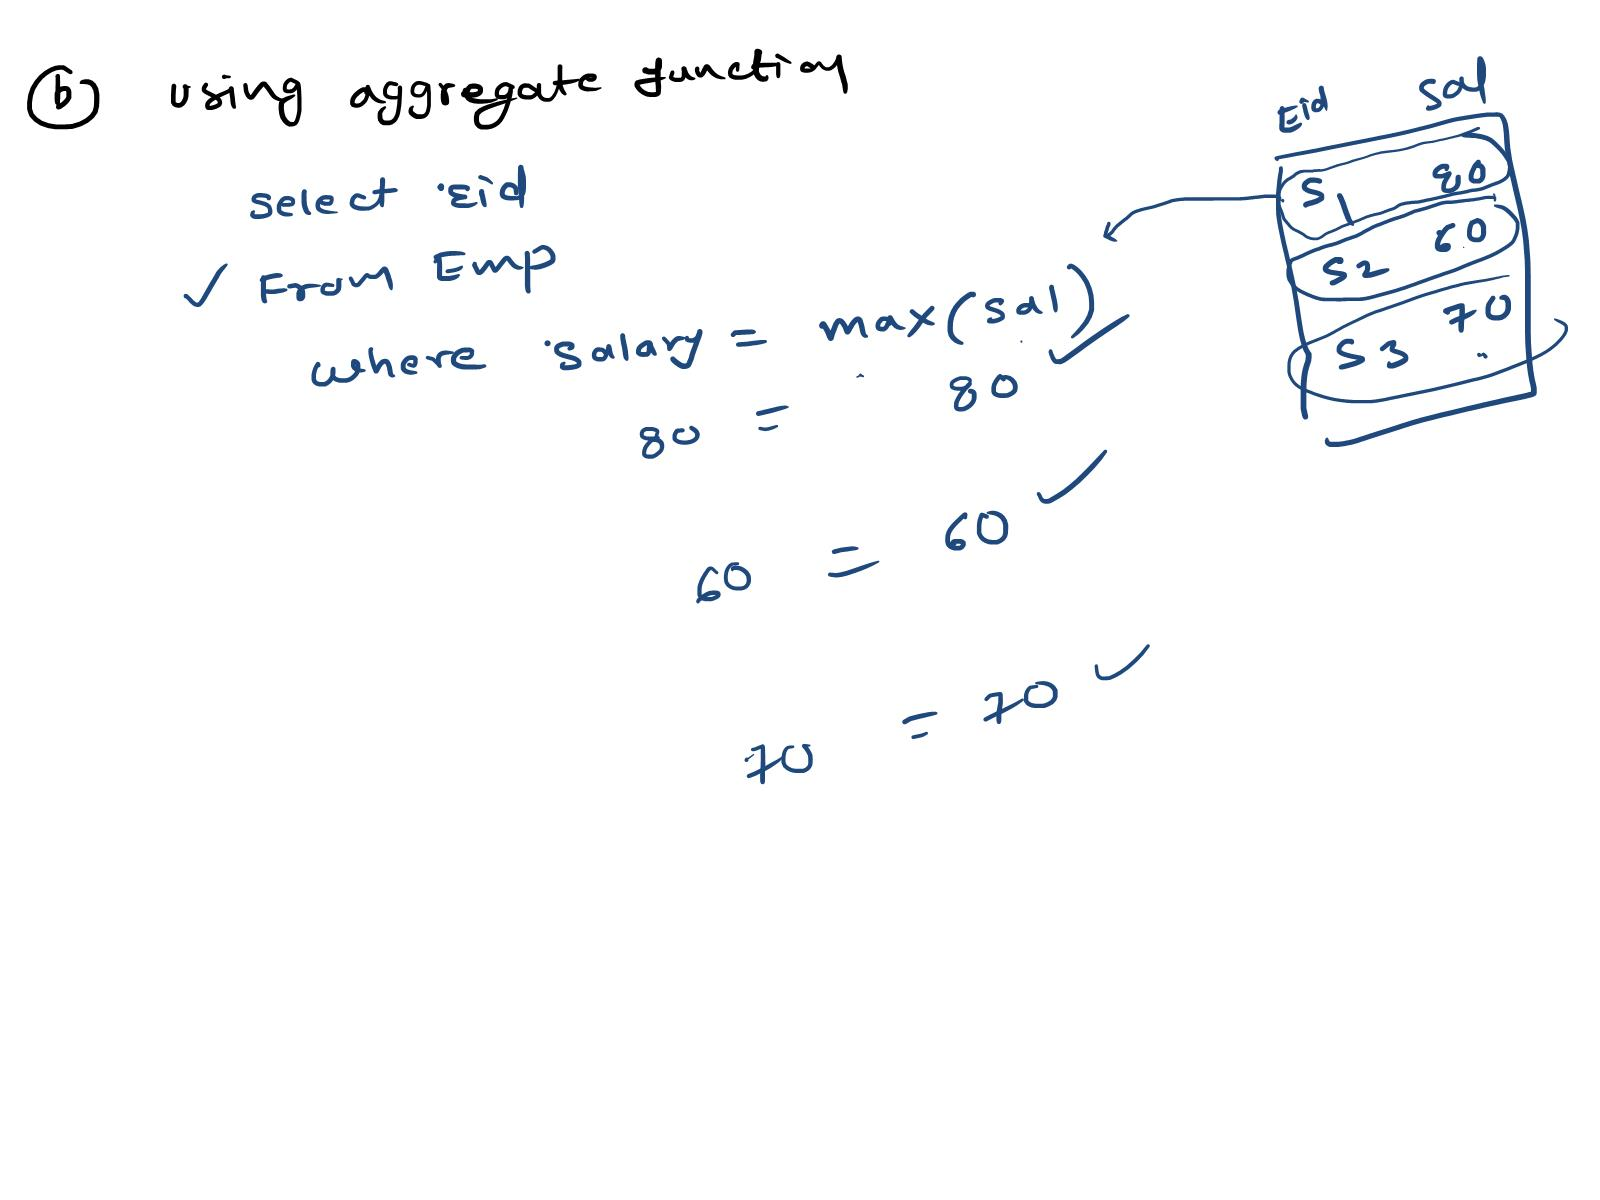 (b) using aggregate function
select Eid
✓ From Emp
where Salary = max(sal) ✓
80 = 80
60 = 60 ✓
70 = 70 ✓
Eid sal
S1 80
S2 60
S3 70